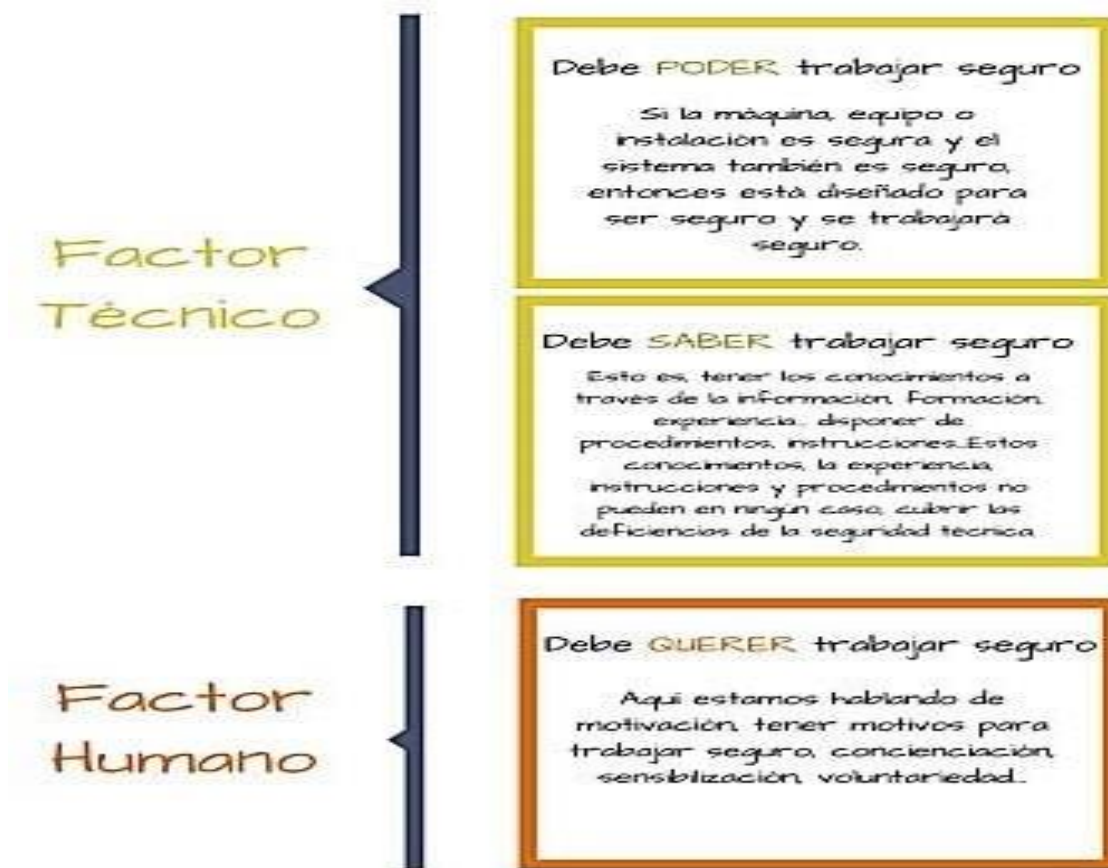 Factor
Técnico
Debe PODER trabajar seguro
Si la máquina, equipo o
instalación es segura y el
sistema también es seguro,
entonces está diseñado para
ser seguro y se trabajará
seguro.
Debe SABER trabajar seguro
Esto es, tener los conocimientos a
través de la información, Formación,
experiencia... disponer de
procedimientos, instrucciones...Estos
conocimientos, la experiencia,
instrucciones y procedimientos no
pueden en ningún caso, cubrir las
deficiencias de la seguridad tecnica.
Factor
Humano
Debe QUERER trabajar seguro
Aquí estamos hablando de
motivación, tener motivos para
trabajar seguro, concienciación,
sensibilización, voluntariedad...